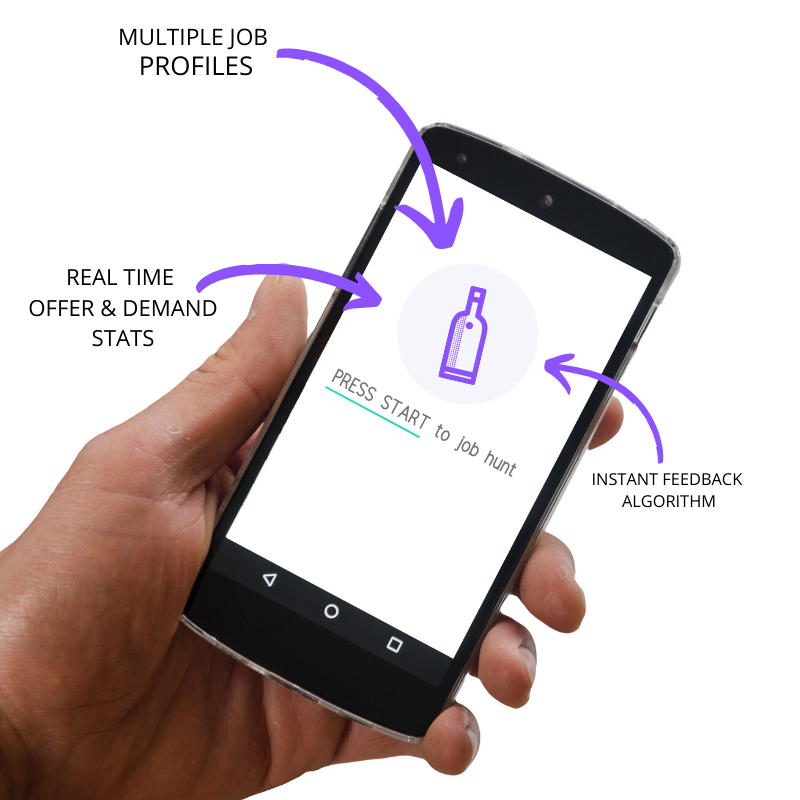 MULTIPLE JOB
PROFILES
REAL TIME
OFFER & DEMAND
STATS
PRESS START to job hunt
INSTANT FEEDBACK
ALGORITHM